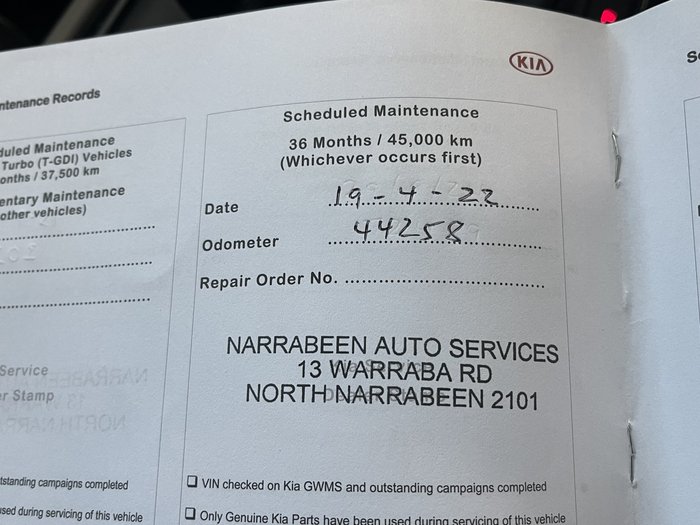 KIA
ntenance Records
duled Maintenance
Turbo (T-GDI) Vehicles
onths / 37,500 km
entary Maintenance
other vehicles)
Service
r Stamp
tstanding campaigns completed
used during servicing of this vehicle
Scheduled Maintenance
36 Months / 45,000 km
(Whichever occurs first)
Date 19-4-22
Odometer 44258
Repair Order No.
NARRABEEN AUTO SERVICES
13 WARRABA RD
NORTH NARRABEEN 2101
❑ VIN checked on Kia GWMS and outstanding campaigns completed
❑ Only Genuine Kia Parts have been used during servicing of this vehicle